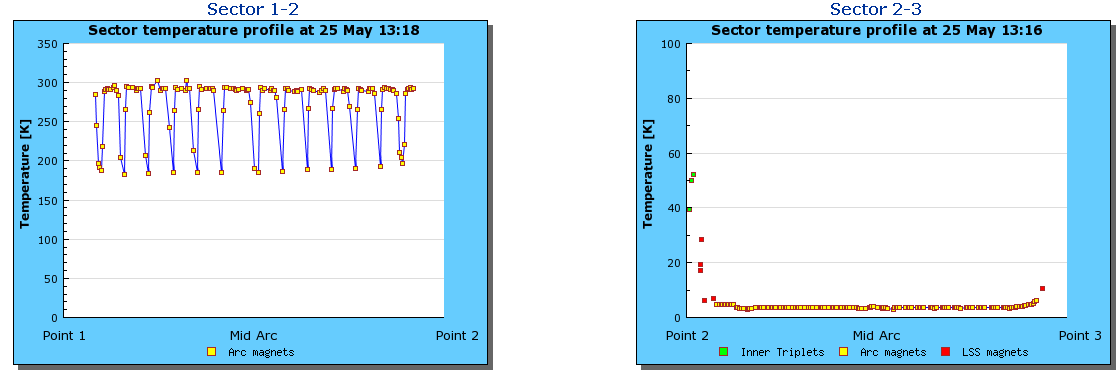 Sector 1-2
Sector temperature profile at 25 May 13:18
Temperature [K]
350
300
250
200
150
100
50
0
Point 1
Mid Arc
Point 2
Arc magnets
Sector 2-3
Sector temperature profile at 25 May 13:16
Temperature [K]
100
80
60
40
20
0
Point 2
Mid Arc
Point 3
Inner Triplets
Arc magnets
LSS magnets